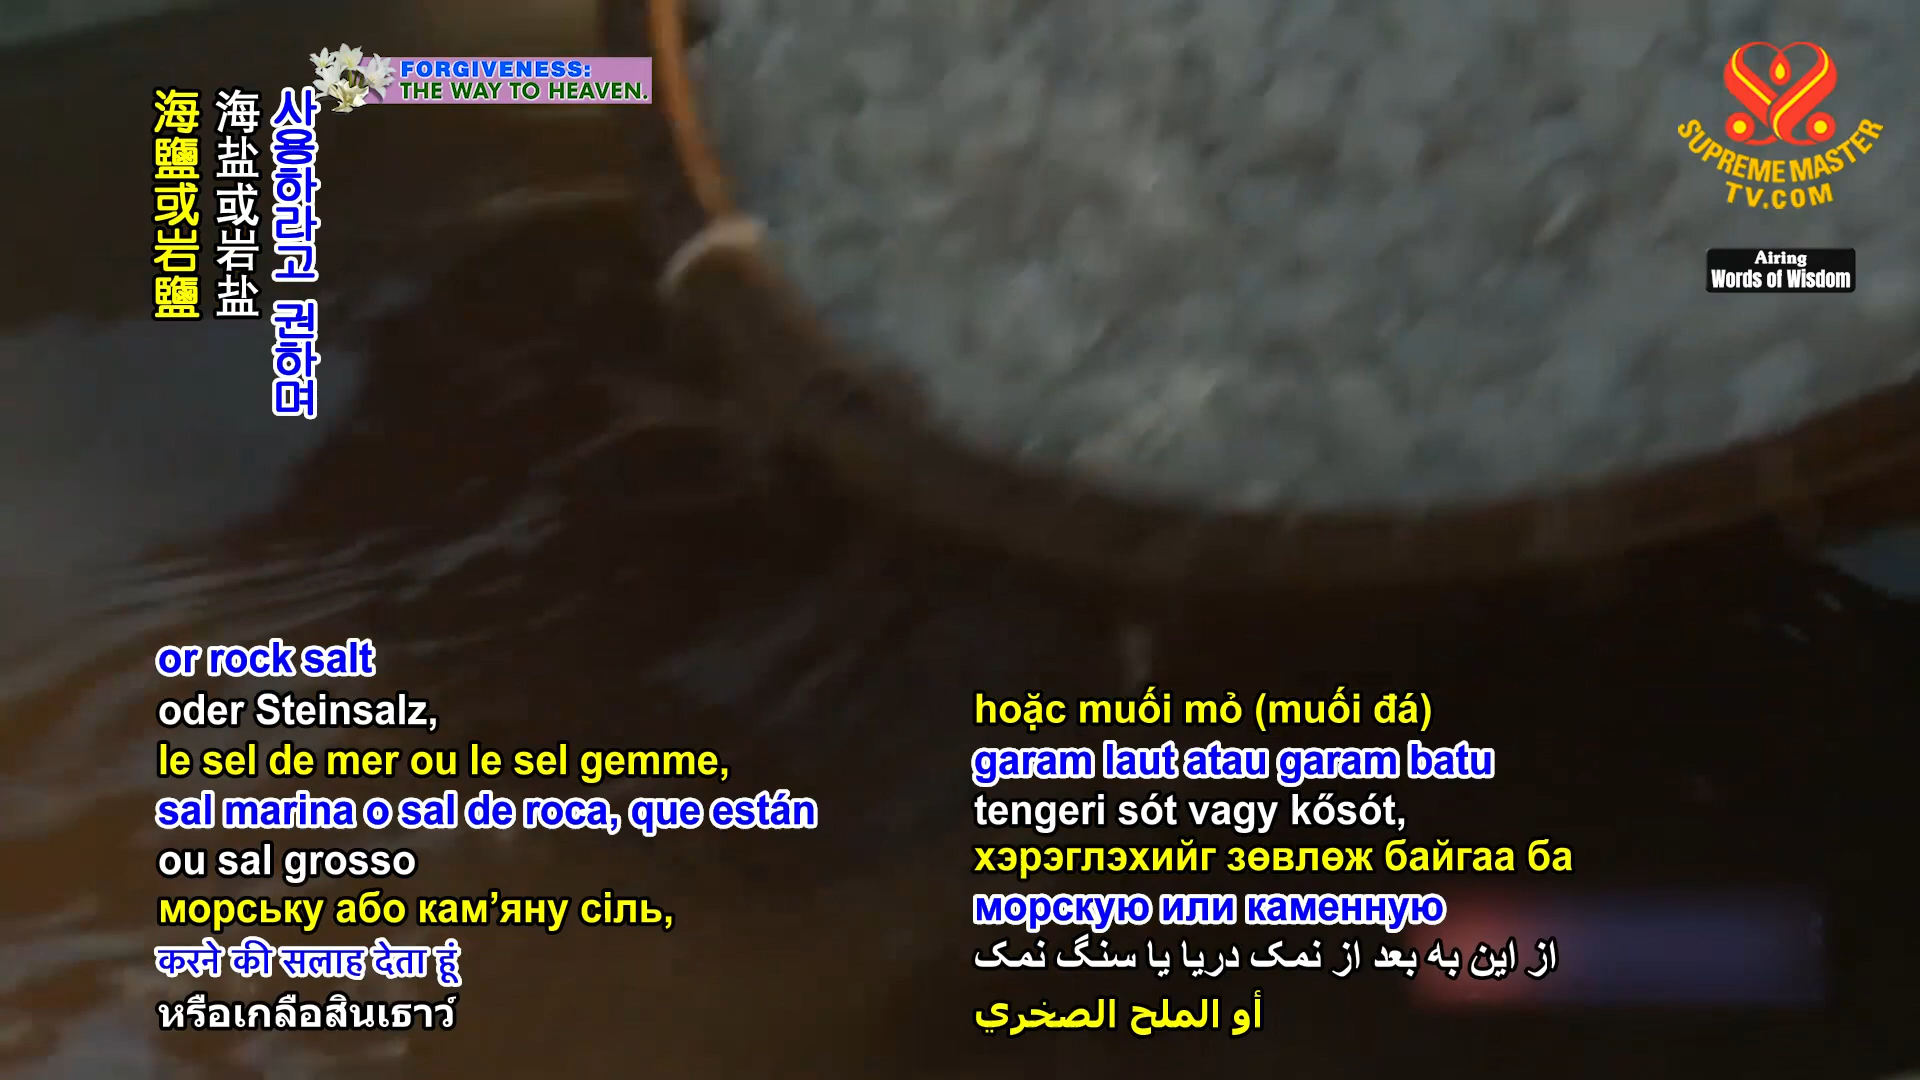 FORGIVENESS:
THE WAY TO HEAVEN.
SUPREME MASTER
TV.COM
Airing
Words of Wisdom
사용하라고 권하며
海盐或岩盐
海鹽或岩鹽
or rock salt
oder Steinsalz,
le sel de mer ou le sel gemme,
sal marina o sal de roca, que están
ou sal grosso
морську або кам’яну сіль,
करने की सलाह देता हूं
หรือเกลือสินเธาว์
hoặc muối mỏ (muối đá)
garam laut atau garam batu
tengeri sót vagy kősót,
хэрэглэхийг зөвлөж байгаа ба
морскую или каменную
از این به بعد از نمک دریا یا سنگ نمک
أو الملح الصخري